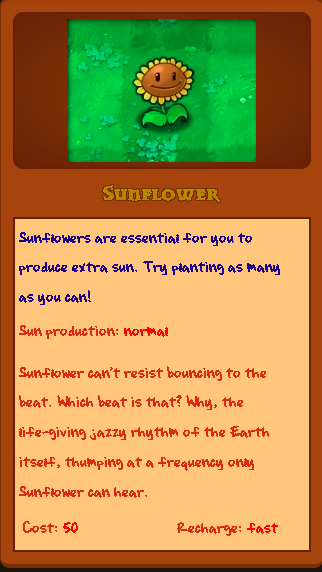 Sunflower
Sunflowers are essential for you to
produce extra sun. Try planting as many
as you can!
Sun production: normal
Sunflower can't resist bouncing to the
beat. Which beat is that? Why, the
life-giving jazzy rhythm of the Earth
itself, thumping at a frequency only
Sunflower can hear.
Cost: 50 Recharge: fast